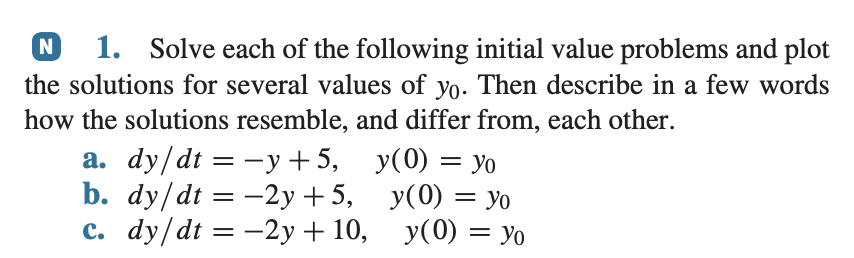 N 1. Solve each of the following initial value problems and plot
the solutions for several values of y₀. Then describe in a few words
how the solutions resemble, and differ from, each other.
a. dy/dt = −y + 5, y(0) = y₀
b. dy/dt = −2y + 5, y(0) = y₀
c. dy/dt = −2y + 10, y(0) = y₀